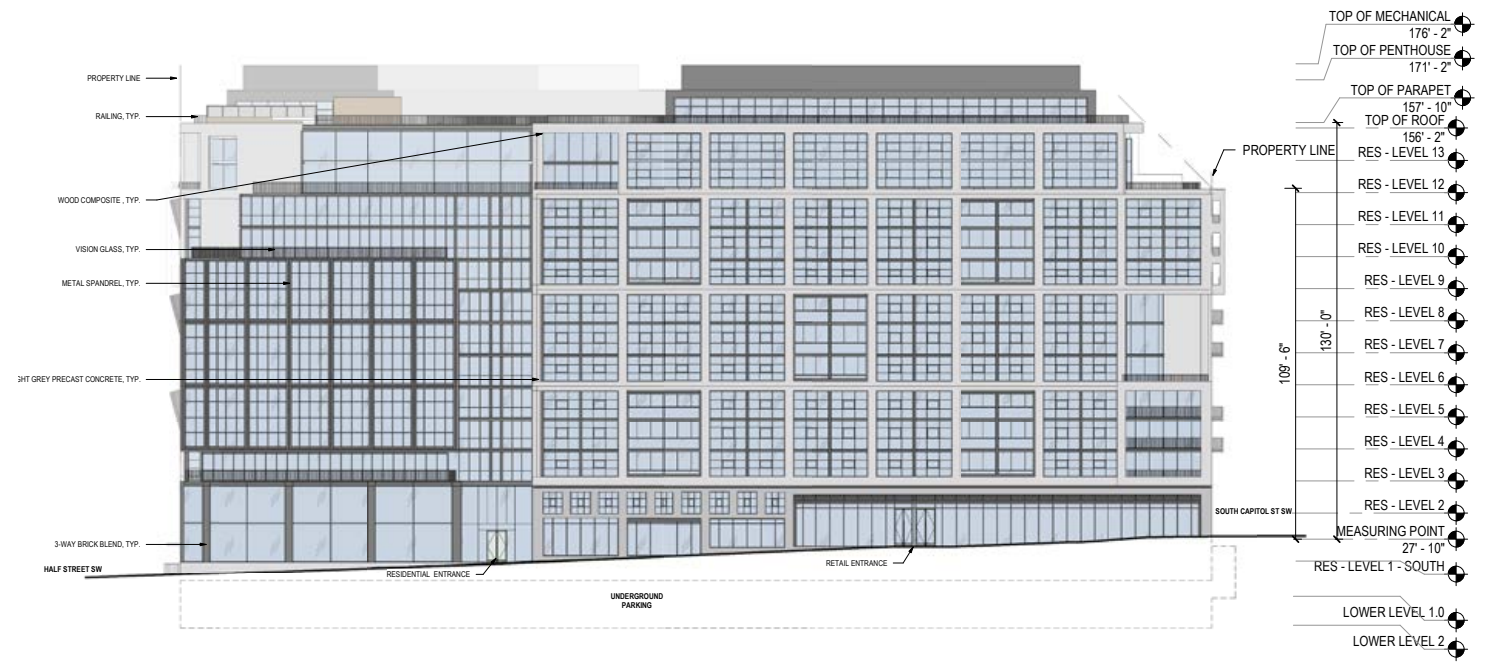 TOP OF MECHANICAL
176' - 2"
TOP OF PENTHOUSE
171' - 2"
TOP OF PARAPET
157' - 10"
TOP OF ROOF
156' - 2"
PROPERTY LINE
RES - LEVEL 13
RES - LEVEL 12
RES - LEVEL 11
RES - LEVEL 10
RES - LEVEL 9
RES - LEVEL 8
RES - LEVEL 7
RES - LEVEL 6
RES - LEVEL 5
RES - LEVEL 4
RES - LEVEL 3
RES - LEVEL 2
MEASURING POINT
27' - 10"
RES - LEVEL 1 - SOUTH
LOWER LEVEL 1.0
LOWER LEVEL 2
109' - 6"
130' - 0"
PROPERTY LINE
RAILING, TYP.
WOOD COMPOSITE , TYP.
VISION GLASS, TYP.
METAL SPANDREL, TYP.
GHT GREY PRECAST CONCRETE, TYP.
3-WAY BRICK BLEND, TYP.
HALF STREET SW
RESIDENTIAL ENTRANCE
RETAIL ENTRANCE
SOUTH CAPITOL ST SW
UNDERGROUND
PARKING